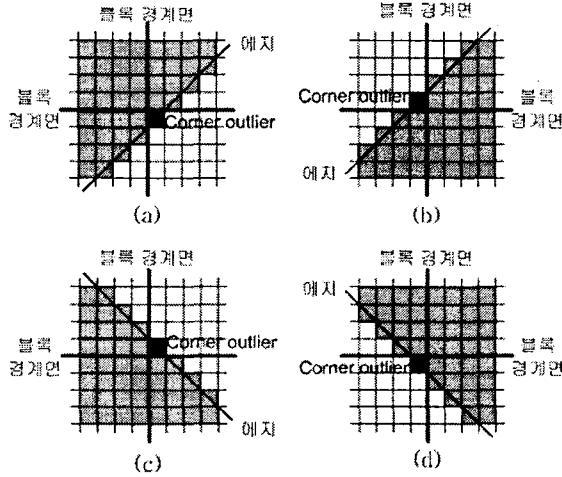 블록 경계면
에지
블록
경계면
Corner outlier
(a)
블록 경계면
Corner outlier
블록
경계면
에지
(b)
블록 경계면
블록
경계면
Corner outlier
에지
(c)
블록 경계면
에지
블록
경계면
Corner outlier
(d)